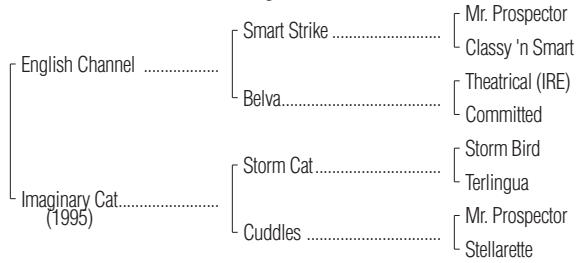 Mr. Prospector
Smart Strike ........................
Classy 'n Smart
English Channel ..................
Theatrical (IRE)
Belva...................................
Committed
Storm Bird
Storm Cat...........................
Terlingua
Imaginary Cat.......................
(1995)
Mr. Prospector
Cuddles .............................
Stellarette